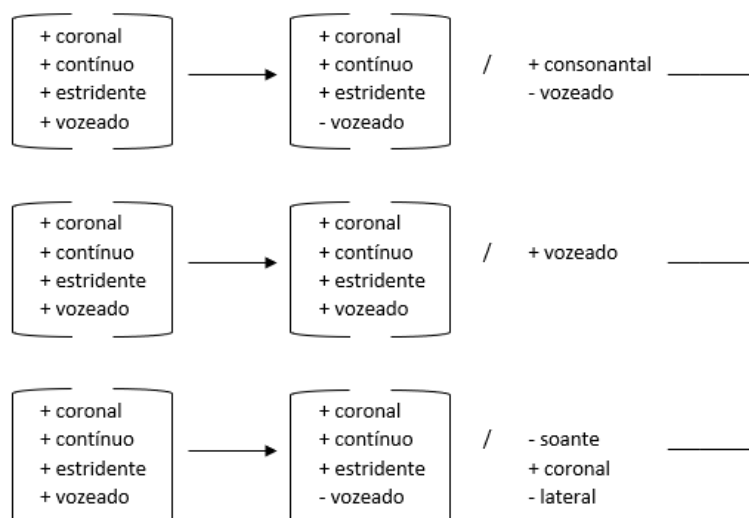 + coronal + coronal
+ contínuo + contínuo / + consonantal
+ estridente + estridente - vozeado
+ vozeado - vozeado
+ coronal + coronal
+ contínuo + contínuo / + vozeado
+ estridente + estridente
+ vozeado + vozeado
+ coronal + coronal
+ contínuo + contínuo / - soante
+ estridente + estridente + coronal
+ vozeado - vozeado - lateral